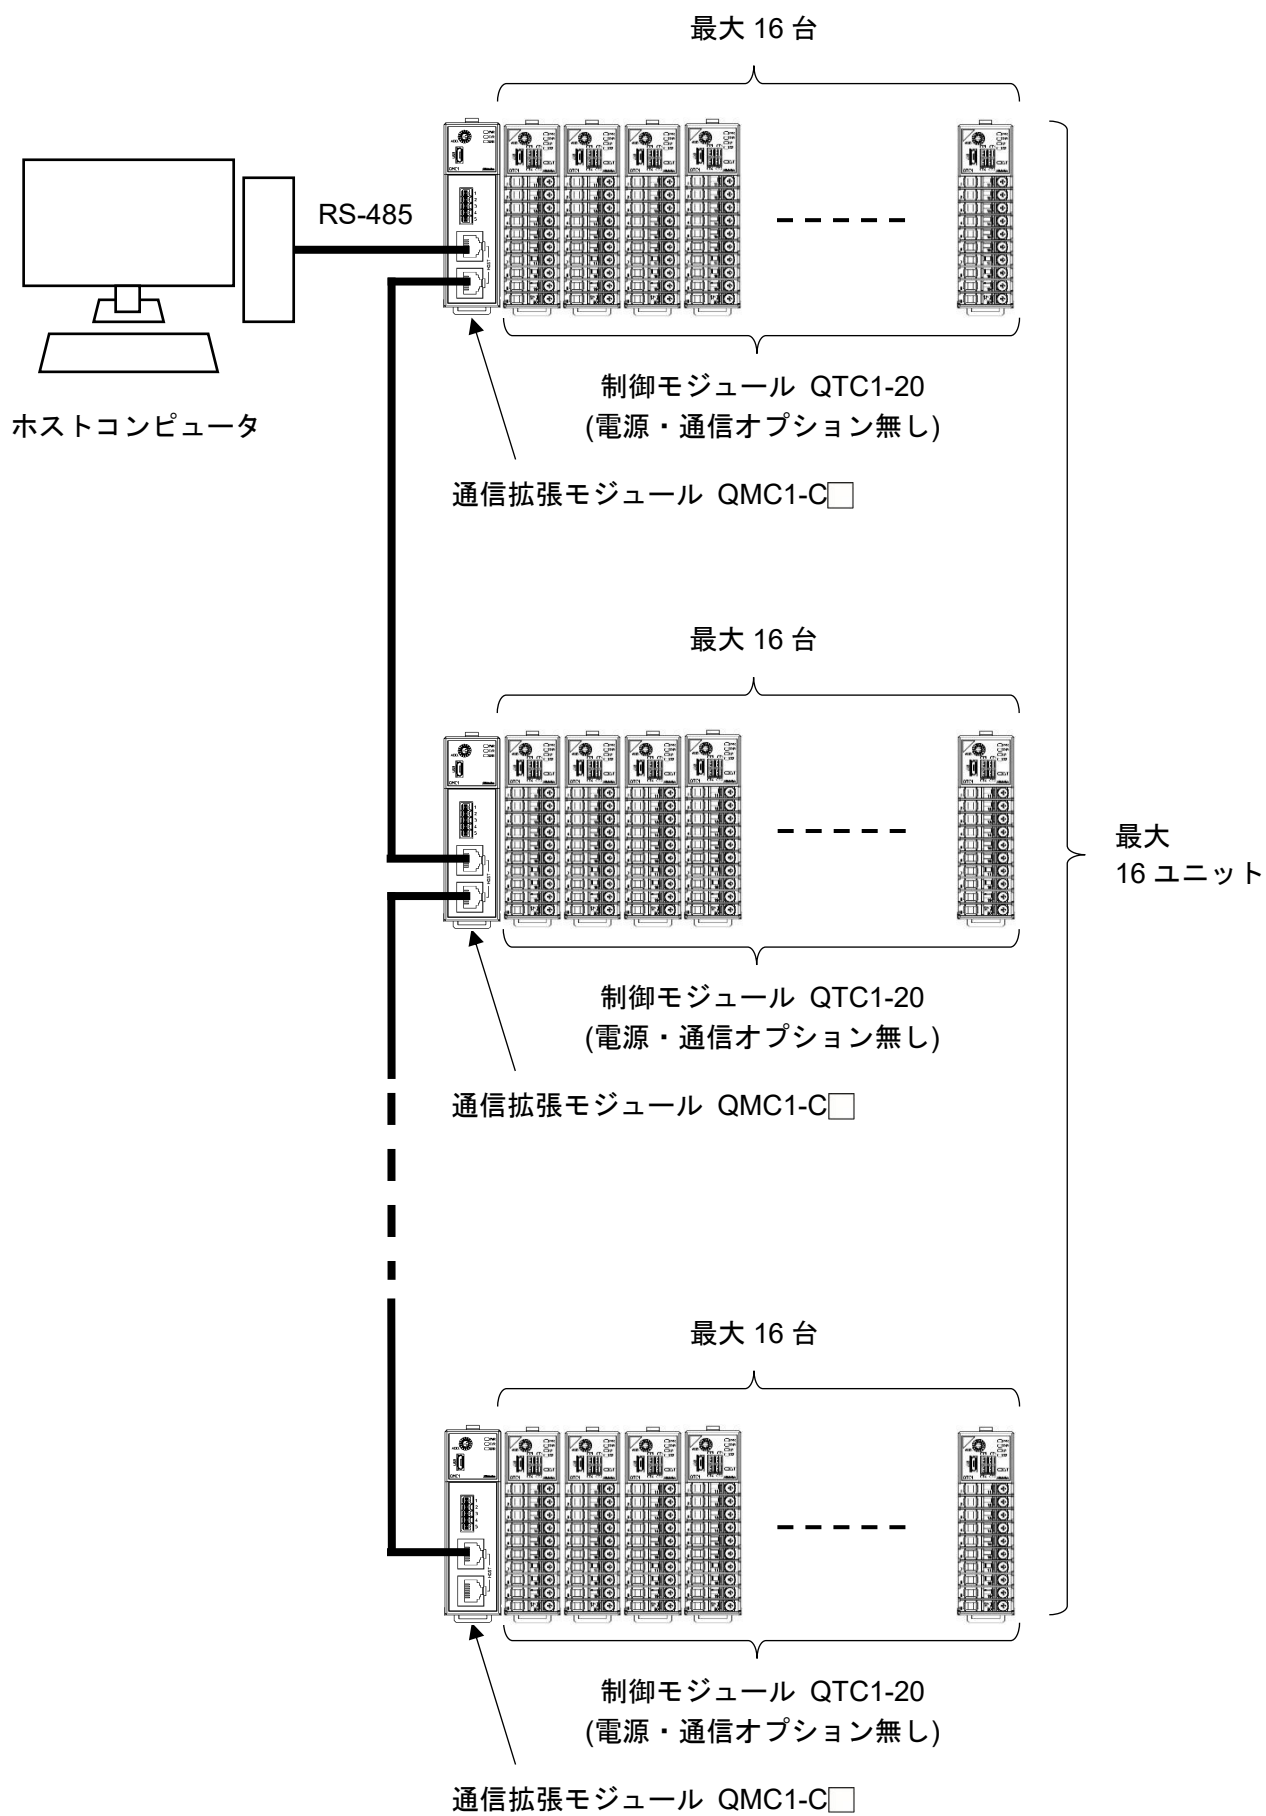 最大 16 台
RS-485
ホストコンピュータ
制御モジュール QTC1-20
(電源・通信オプション無し)
通信拡張モジュール QMC1-C□
最大 16 台
最大
16 ユニット
制御モジュール QTC1-20
(電源・通信オプション無し)
通信拡張モジュール QMC1-C□
最大 16 台
制御モジュール QTC1-20
(電源・通信オプション無し)
通信拡張モジュール QMC1-C□